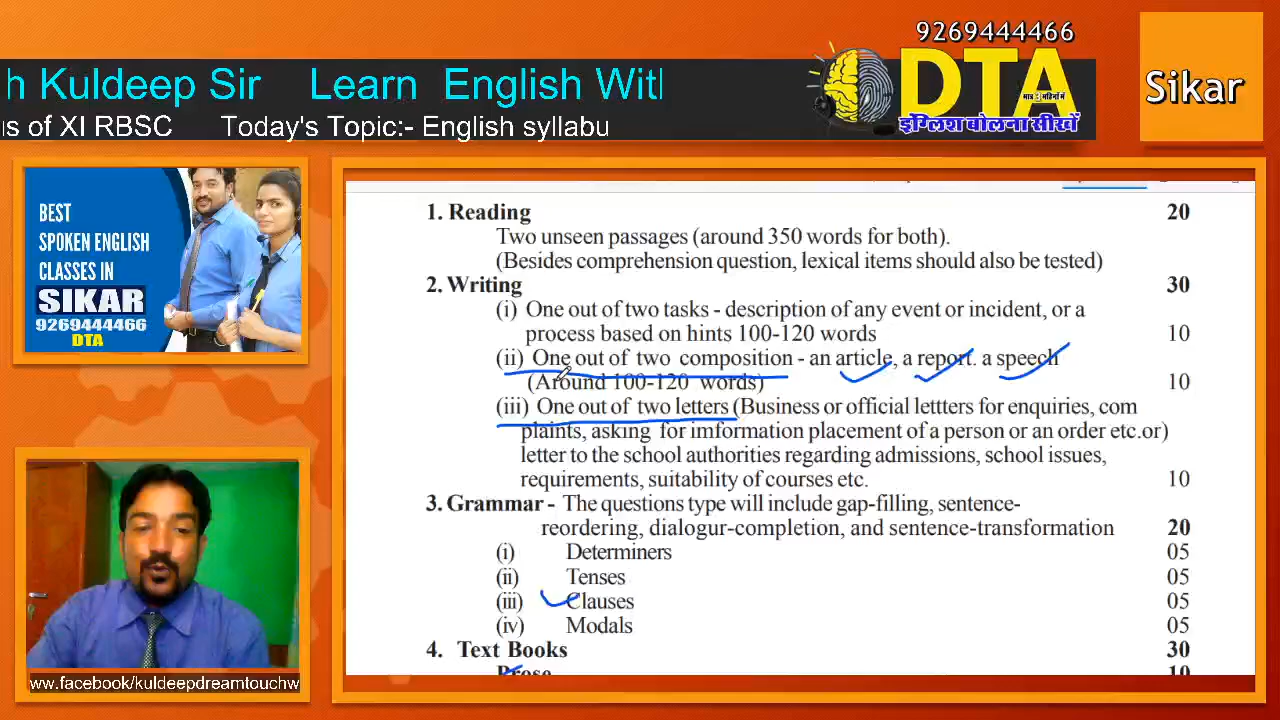 9269444466
h Kuldeep Sir Learn English Witl
us of XI RBSC Today's Topic:- English syllabu
DTA
मात्र 3 महिनों में
इंग्लिश बोलना सीखें
Sikar
BEST
SPOKEN ENGLISH
CLASSES IN
SIKAR
9269444466
DTA
1. Reading 20
Two unseen passages (around 350 words for both).
(Besides comprehension question, lexical items should also be tested)
2. Writing 30
(i) One out of two tasks - description of any event or incident, or a
process based on hints 100-120 words 10
(ii) One out of two composition - an article, a report. a speech
(Around 100-120 words) 10
(iii) One out of two letters (Business or official lettters for enquiries, com
plaints, asking for imformation placement of a person or an order etc.or)
letter to the school authorities regarding admissions, school issues,
requirements, suitability of courses etc. 10
3. Grammar - The questions type will include gap-filling, sentence-
reordering, dialogur-completion, and sentence-transformation 20
(i) Determiners 05
(ii) Tenses 05
(iii) Clauses 05
(iv) Modals 05
4. Text Books 30
Prose 10
ww.facebook/kuldeepdreamtouchw